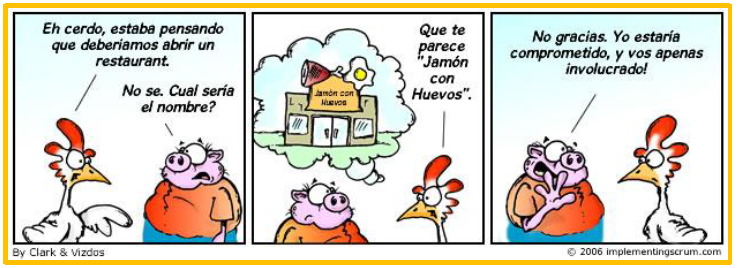 Eh cerdo, estaba pensando
que deberiamos abrir un
restaurant.
No se. Cual sería
el nombre?
Jamón con
Huevos
Que te
parece
"Jamón
con
Huevos".
No gracias. Yo estaría
comprometido, y vos apenas
involucrado!
By Clark & Vizdos
© 2006 implementingscrum.com